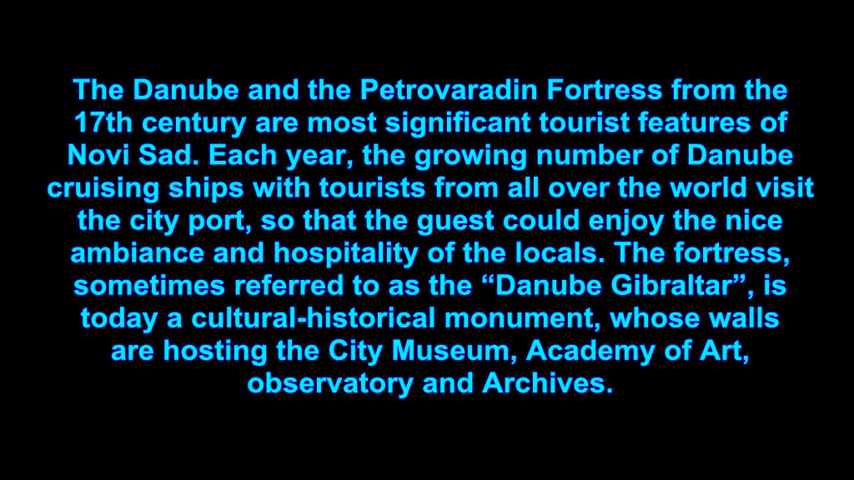 The Danube and the Petrovaradin Fortress from the
17th century are most significant tourist features of
Novi Sad. Each year, the growing number of Danube
cruising ships with tourists from all over the world visit
the city port, so that the guest could enjoy the nice
ambiance and hospitality of the locals. The fortress,
sometimes referred to as the “Danube Gibraltar”, is
today a cultural-historical monument, whose walls
are hosting the City Museum, Academy of Art,
observatory and Archives.